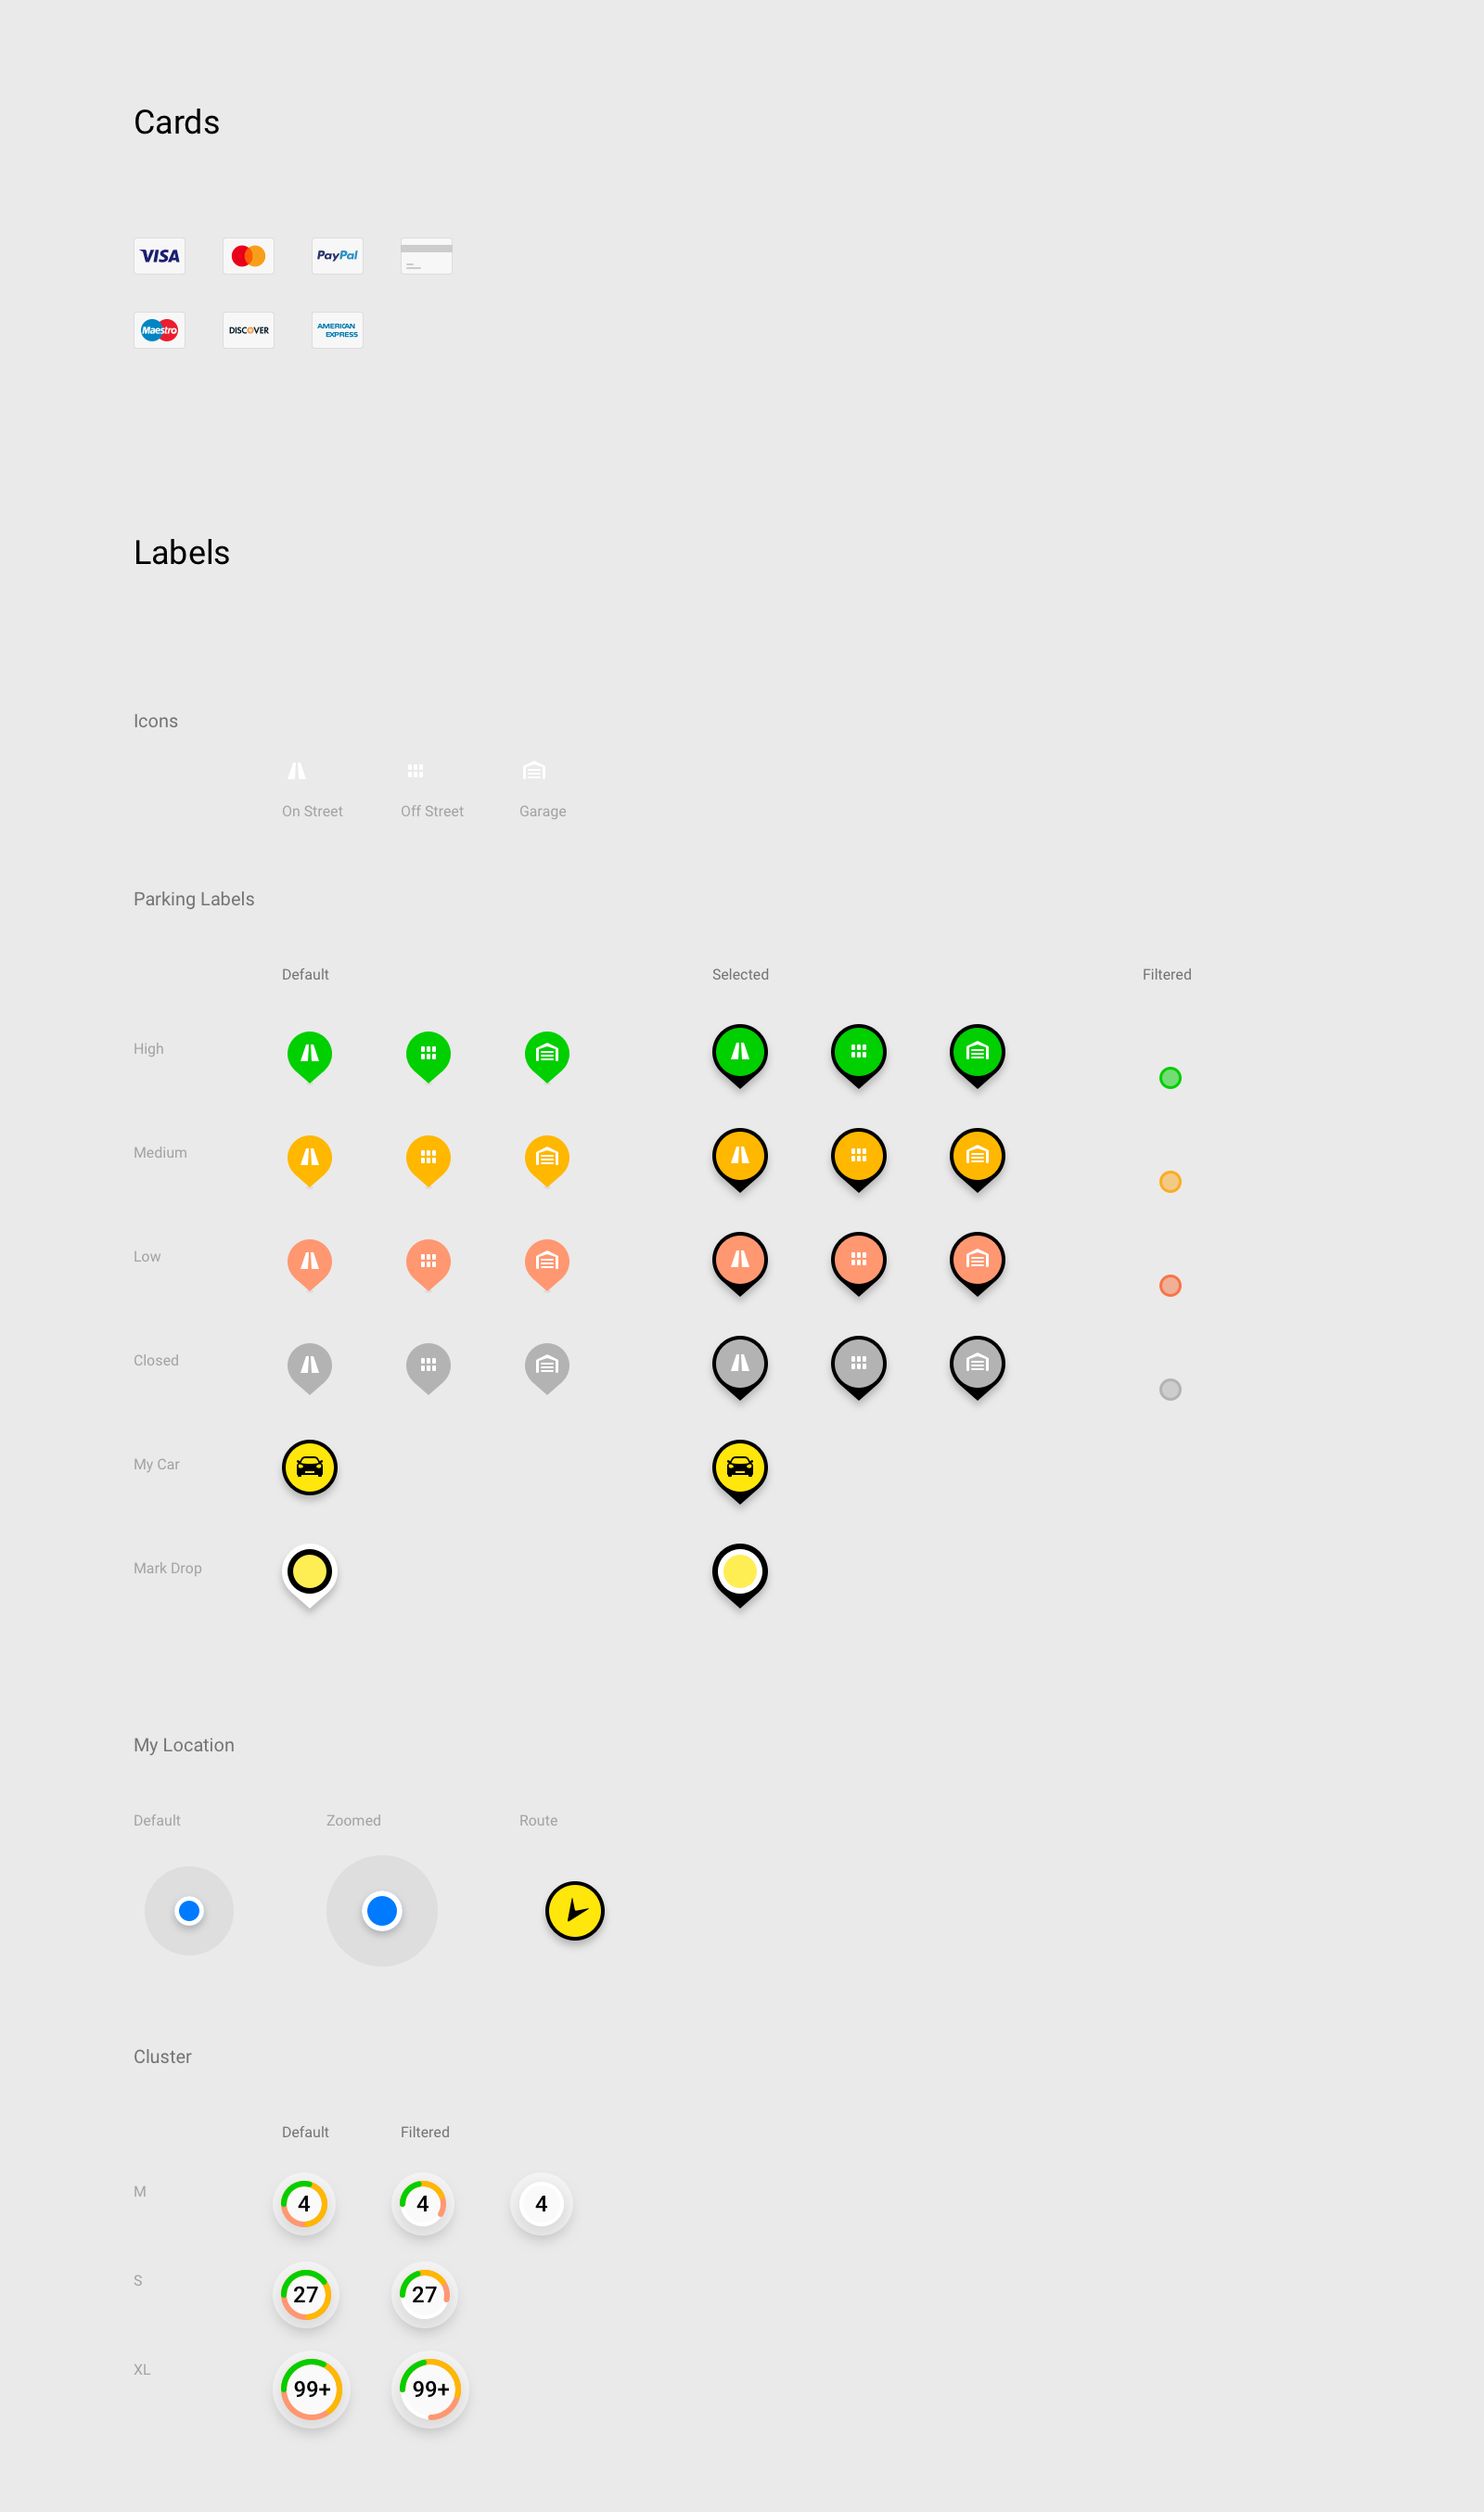 Cards
VISA
PayPal
Maestro
DISCOVER
AMERICAN
EXPRESS
Labels
Icons
On Street
Off Street
Garage
Parking Labels
Default
Selected
Filtered
High
Medium
Low
Closed
My Car
Mark Drop
My Location
Default
Zoomed
Route
Cluster
Default
Filtered
M
4
4
4
S
27
27
XL
99+
99+